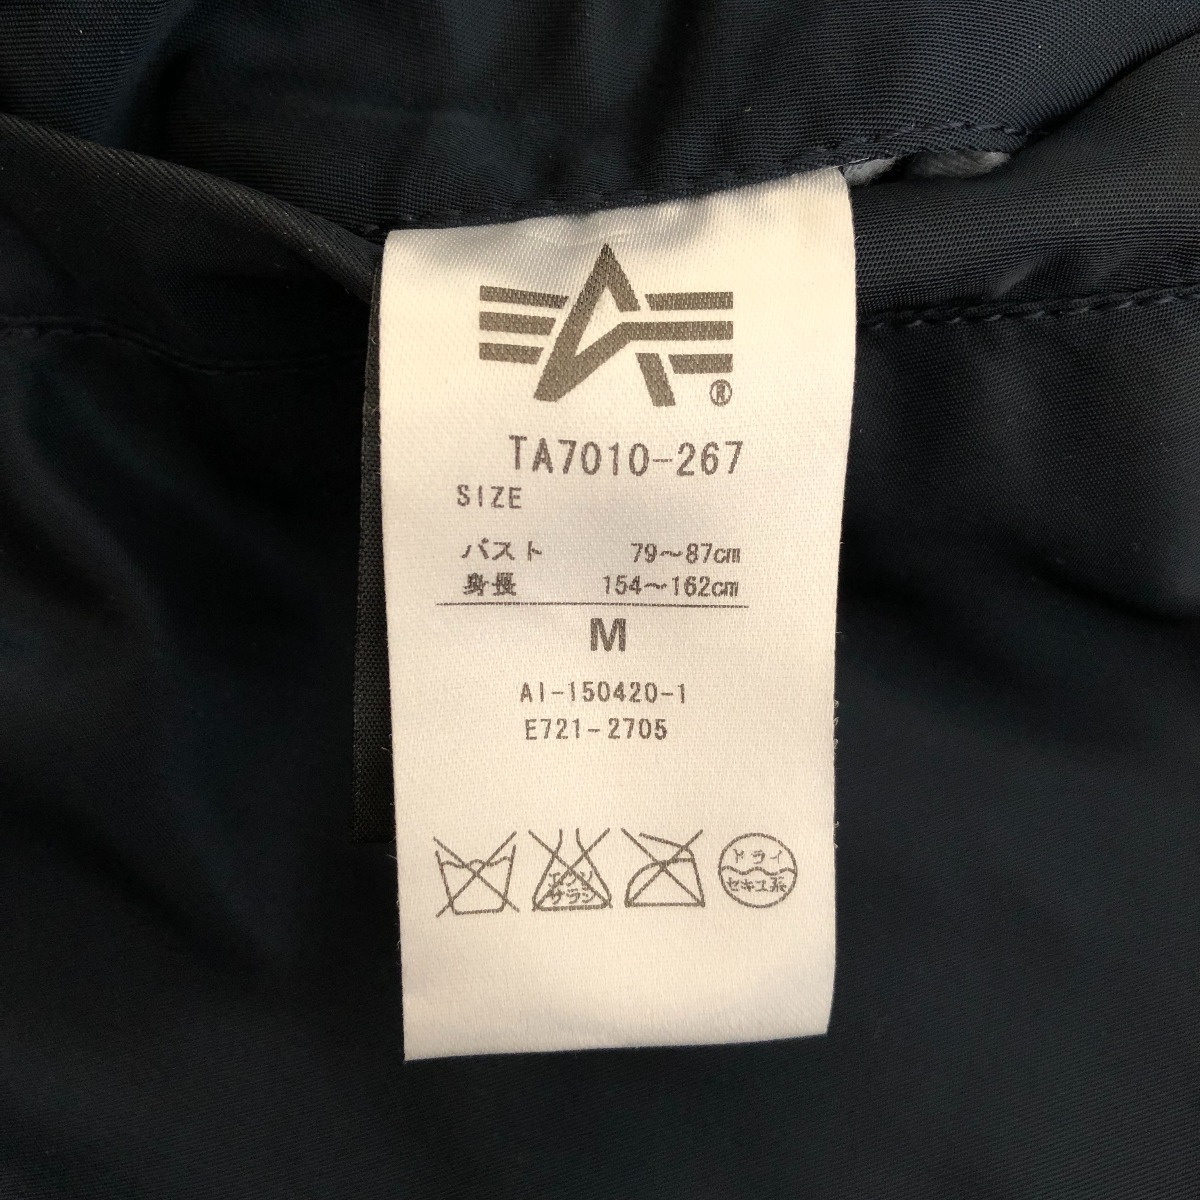 ®
TA7010-267
SIZE
バスト 79～87cm
身長 154～162cm
M
AI-150420-1
E721-2705
エンソ
サラシ
ドライ
セキユ系